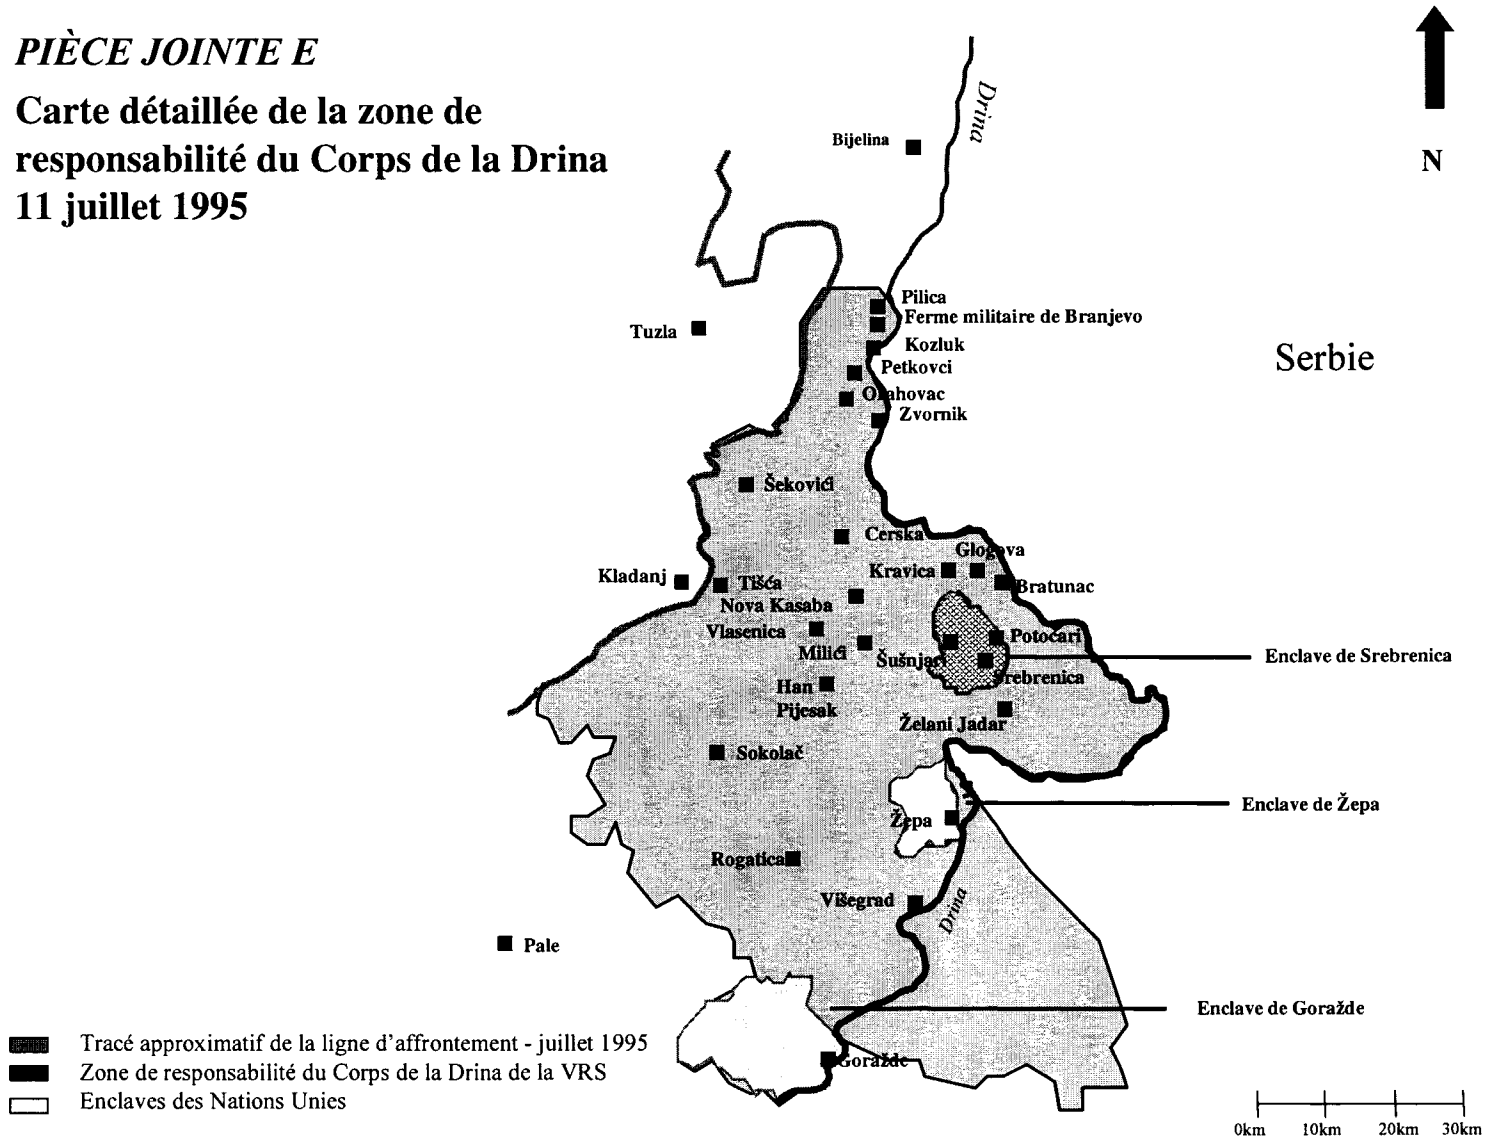 PIÈCE JOINTE E
Carte détaillée de la zone de
responsabilité du Corps de la Drina
11 juillet 1995
N
Drina
Bijelina
Pilica
Ferme militaire de Branjevo
Tuzla
Kozluk
Serbie
Petkovci
Orahovac
Zvornik
Šekovići
Cerska
Glogova
Kravica
Kladanj
Tišća
Bratunac
Nova Kasaba
Vlasenica
Potočari
Milići
Šušnjari
Enclave de Srebrenica
Srebrenica
Han
Pijesak
Želani Jadar
Sokolač
Enclave de Žepa
Žepa
Rogatica
Višegrad
Drina
Pale
Enclave de Goražde
Goražde
Tracé approximatif de la ligne d'affrontement - juillet 1995
Zone de responsabilité du Corps de la Drina de la VRS
Enclaves des Nations Unies
0km 10km 20km 30km